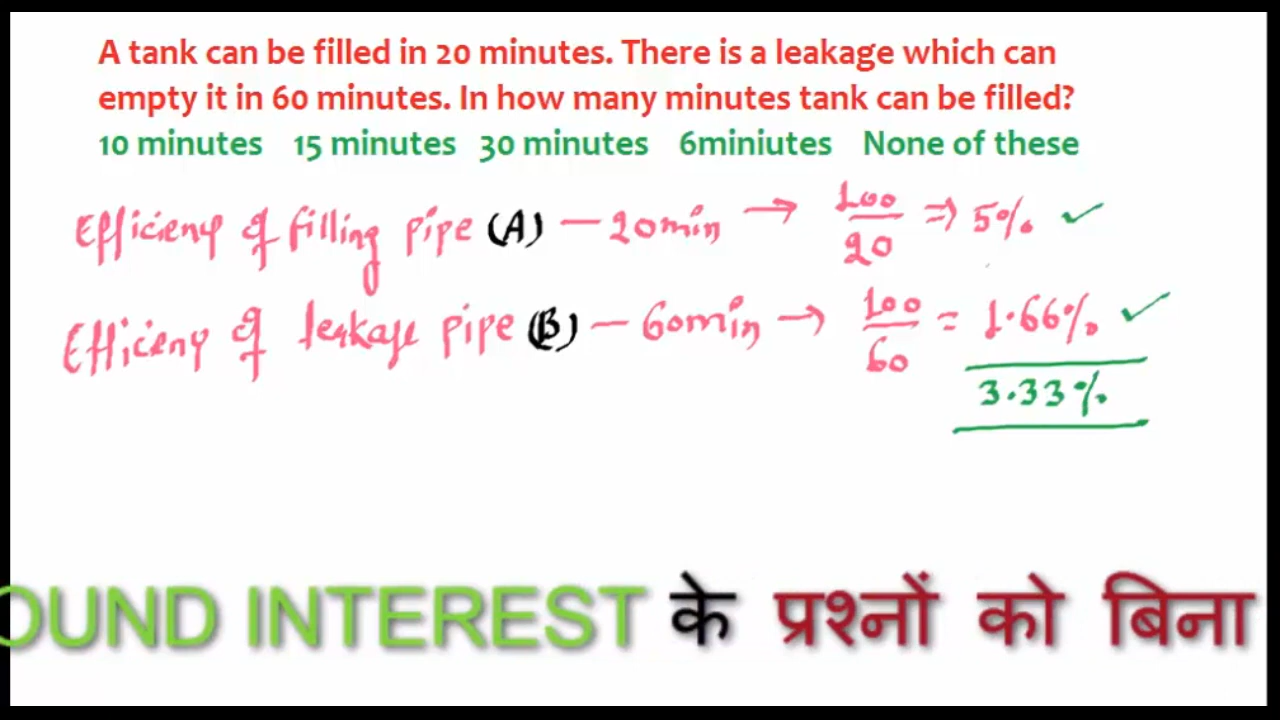 A tank can be filled in 20 minutes. There is a leakage which can
empty it in 60 minutes. In how many minutes tank can be filled?
10 minutes 15 minutes 30 minutes 6miniutes None of these
Efficieny of filling pipe (A) — 20min → 100/20 ⇒ 5% ✓
Efficieny of leakage pipe (B) — 60min → 100/60 = 1.66% ✓
3.33%
OUND INTEREST के प्रश्नों को बिना